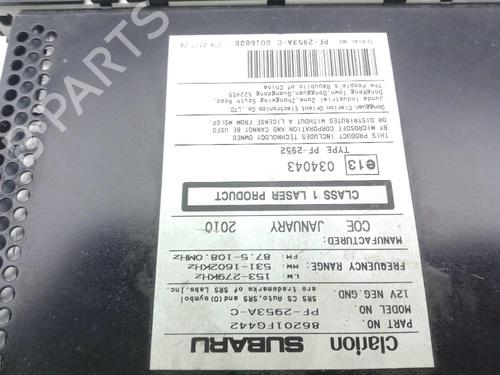 Clarion SUBARU
PART NO. 86201FG442
MODEL NO. PF-2953A-C
12V NEG.GND.
SRS CS Auto,SRS and(o)symbol
are trademarks of SRS Labs,Inc.
FREQUENCY RANGE:
LW: 153-279KHz
MW: 531-1602KHz
FM: 87.5-108.0MHz
MANUFACTURED:
COE JANUARY 2010
CLASS 1 LASER PRODUCT
e13 034043
TYPE PF-2952
THIS PRODUCT INCLUDES TECHNOLOGY OWNED
BY MICROSOFT CORPORATION AND CANNOT BE USED
OR DISTRIBUTED WITHOUT A LICENSE FROM MSLGP.
Dongguan Clarion Orient Electronics Co.,LTD.
Junda Industrial Zone,Zhongxing South Road,
Dongkeng Town,Dongguan,Guangdong 523455
The People's Republic of China
SERIAL NO. PF-2953A-C 0016808
PARTS